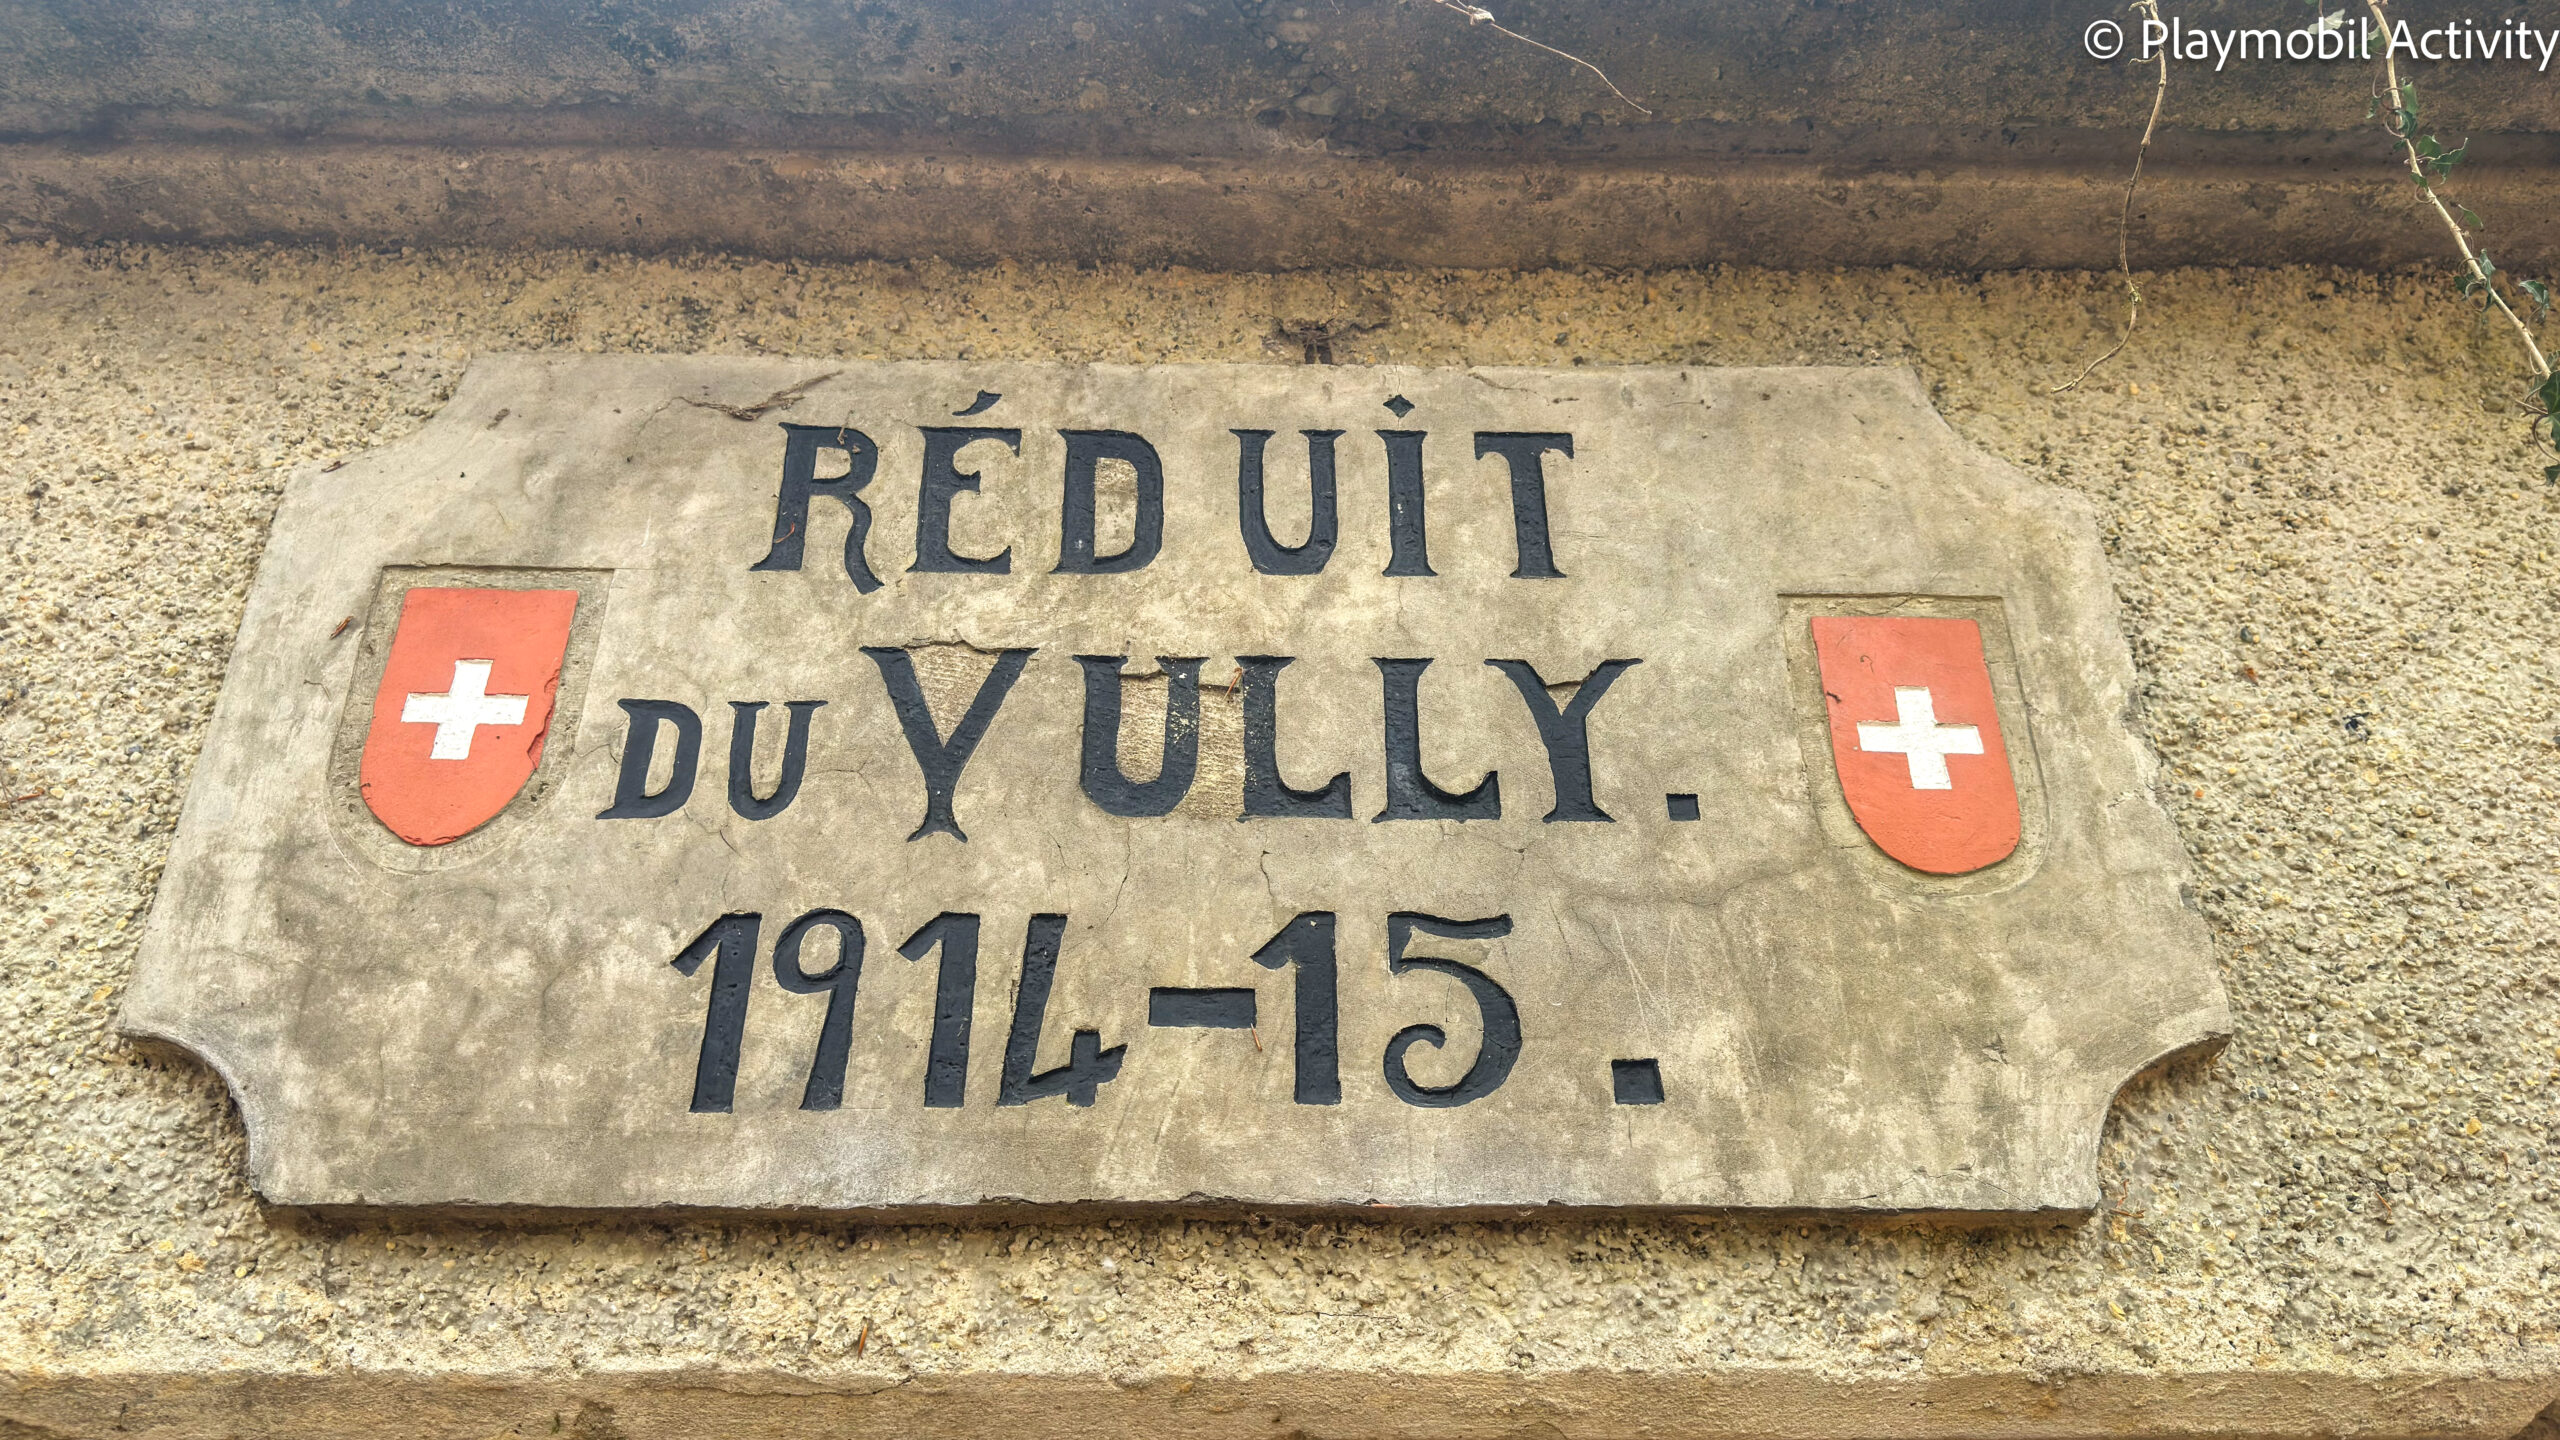 © Playmobil Activity
RÉDUIT
DU VULLY.
1914-15.